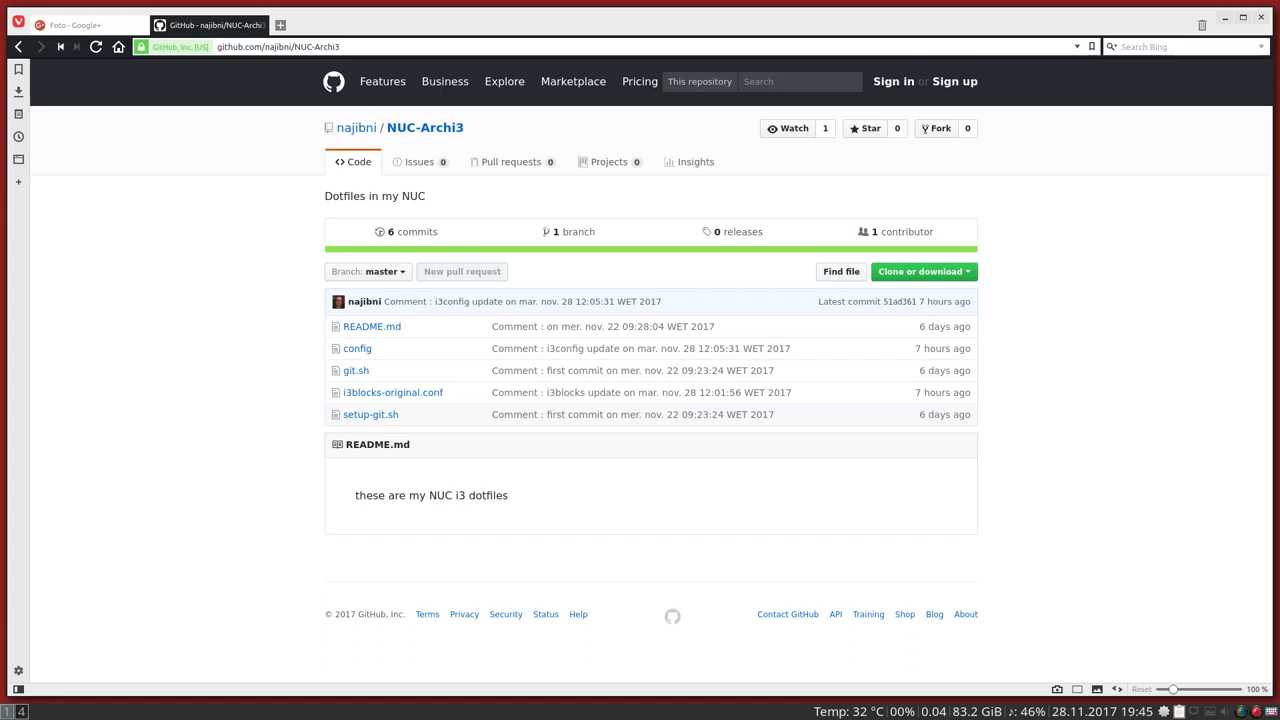 Foto - Google+
GitHub - najibni/NUC-Archi3
GitHub, Inc. [US] github.com/najibni/NUC-Archi3
Search Bing
Features Business Explore Marketplace Pricing This repository Search Sign in or Sign up
najibni / NUC-Archi3
Watch 1 Star 0 Fork 0
Code Issues 0 Pull requests 0 Projects 0 Insights
Dotfiles in my NUC
6 commits 1 branch 0 releases 1 contributor
Branch: master New pull request Find file Clone or download
najibni Comment : i3config update on mar. nov. 28 12:05:31 WET 2017 Latest commit 51ad361 7 hours ago
README.md Comment : on mer. nov. 22 09:28:04 WET 2017 6 days ago
config Comment : i3config update on mar. nov. 28 12:05:31 WET 2017 7 hours ago
git.sh Comment : first commit on mer. nov. 22 09:23:24 WET 2017 6 days ago
i3blocks-original.conf Comment : i3blocks update on mar. nov. 28 12:01:56 WET 2017 7 hours ago
setup-git.sh Comment : first commit on mer. nov. 22 09:23:24 WET 2017 6 days ago
README.md
these are my NUC i3 dotfiles
© 2017 GitHub, Inc. Terms Privacy Security Status Help Contact GitHub API Training Shop Blog About
Reset 100 %
1 4 Temp: 32 °C 00% 0.04 83.2 GiB ♪: 46% 28.11.2017 19:45